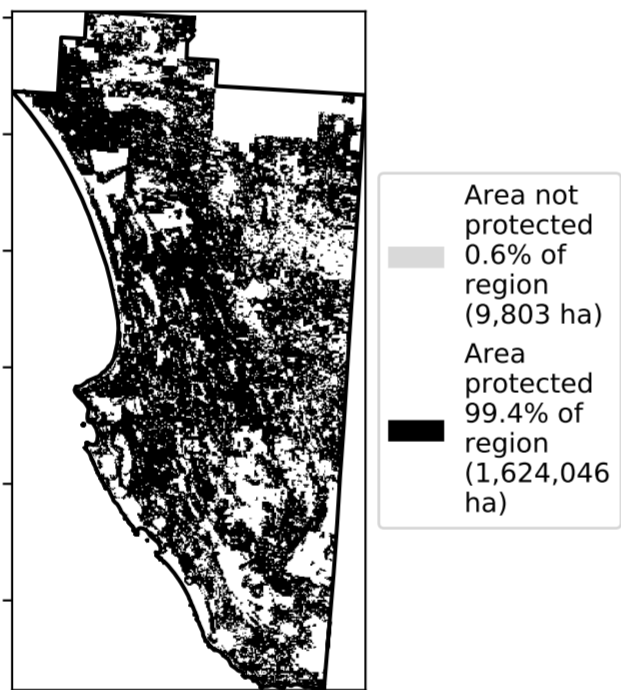 Area not
protected
0.6% of
region
(9,803 ha)
Area
protected
99.4% of
region
(1,624,046
ha)